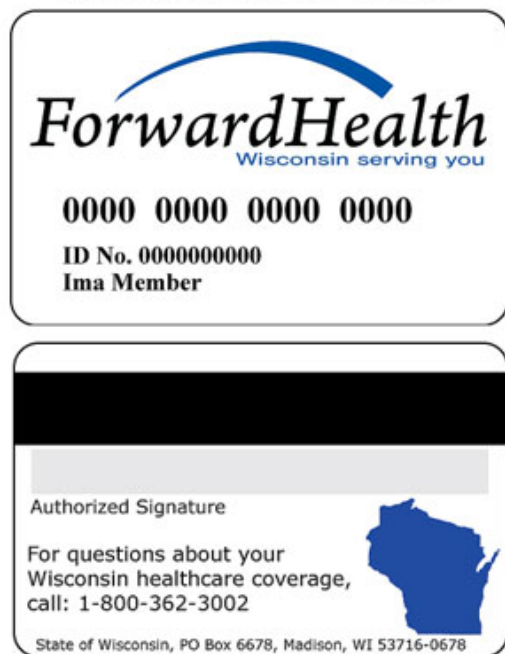 ForwardHealth
Wisconsin serving you
0000 0000 0000 0000
ID No. 0000000000
Ima Member
Authorized Signature
For questions about your
Wisconsin healthcare coverage,
call: 1-800-362-3002
State of Wisconsin, PO Box 6678, Madison, WI 53716-0678